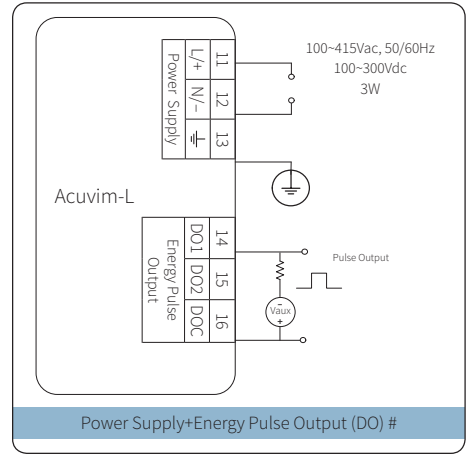 100~415Vac, 50/60Hz
100~300Vdc
3W
Power Supply
L/+ 11
N/- 12
13
Acuvim-L
Energy Pulse
Output
DO1 14
DO2 15
DOC 16
Pulse Output
-
Vaux
+
Power Supply+Energy Pulse Output (DO) #